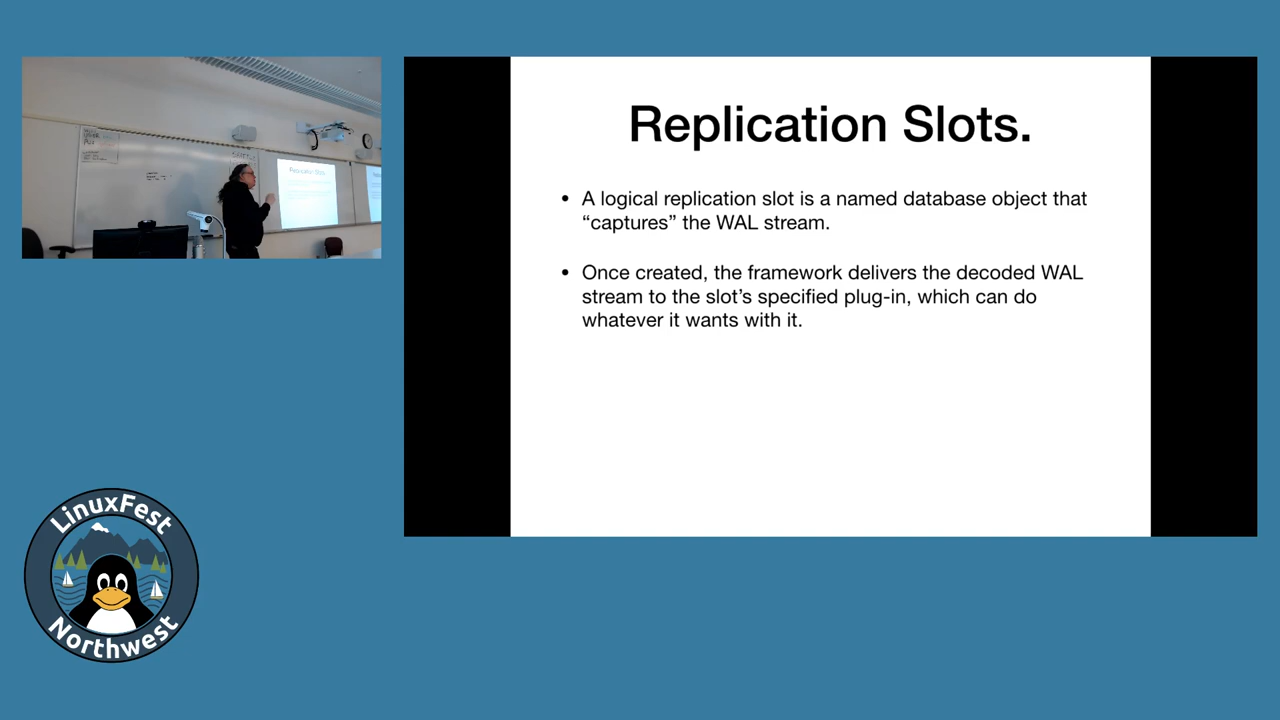 Replication Slots.
• A logical replication slot is a named database object that
“captures” the WAL stream.
• Once created, the framework delivers the decoded WAL
stream to the slot’s specified plug-in, which can do
whatever it wants with it.
Replication Slots.
LinuxFest
Northwest